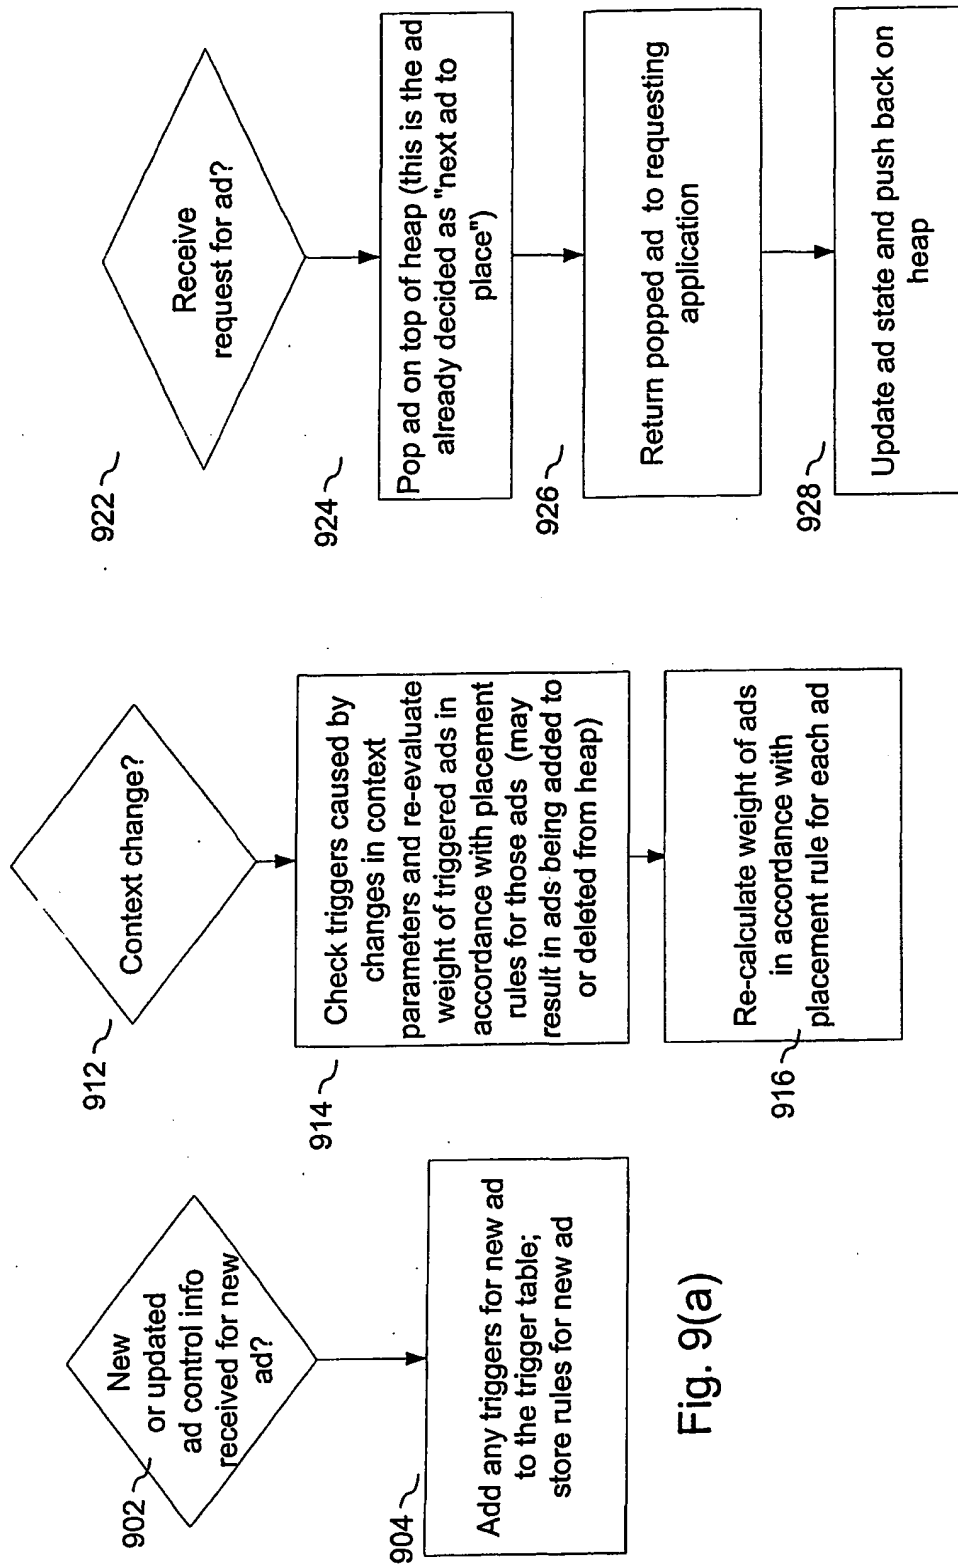 902
New
or updated
ad control info
received for new
ad?
904
Add any triggers for new ad
to the trigger table;
store rules for new ad
912
Context change?
914
Check triggers caused by
changes in context
parameters and re-evaluate
weight of triggered ads in
accordance with placement
rules for those ads (may
result in ads being added to
or deleted from heap)
916
Re-calculate weight of ads
in accordance with
placement rule for each ad
922
Receive
request for ad?
924
Pop ad on top of heap (this is the ad
already decided as "next ad to
place")
926
Return popped ad to requesting
application
928
Update ad state and push back on
heap
Fig. 9(a)